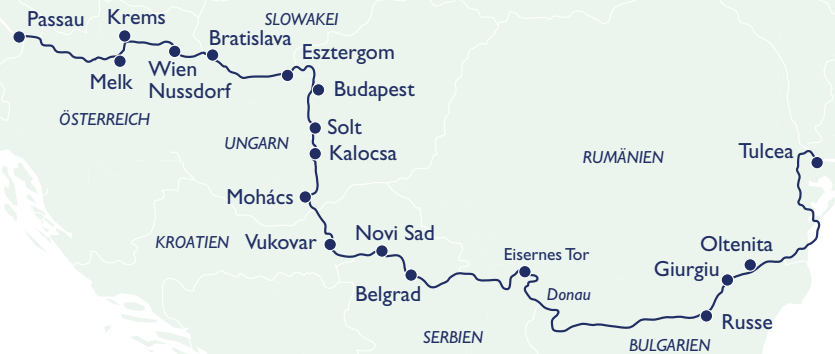 Passau
Krems
SLOWAKEI
Bratislava
Esztergom
Melk
Wien
Nussdorf
Budapest
ÖSTERREICH
Solt
UNGARN
Kalocsa
RUMÄNIEN
Tulcea
Mohács
KROATIEN
Vukovar
Novi Sad
Eisernes Tor
Oltenita
Giurgiu
Belgrad
Donau
Russe
SERBIEN
BULGARIEN